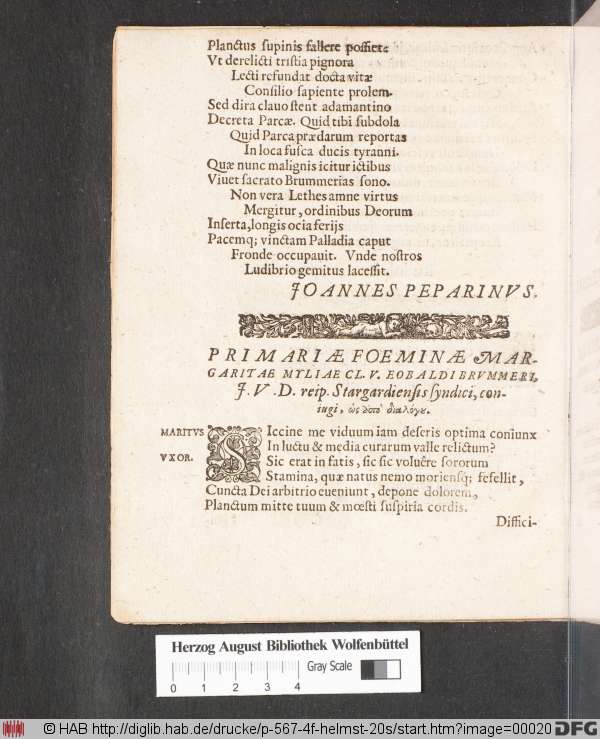 Planctus supinis fallere possiet:
Vt derelicti tristia pignora
Lecti refundat docta vitæ
Consilio sapiente prolem.
Sed dira clauo stent adamantino
Decreta Parcæ. Quid tibi subdola
Quid Parca prædarum reportas
In loca fusca ducis tyranni.
Quæ nunc malignis icitur ictibus
Viuet sacrato Brummerias sono.
Non vera Lethes amne virtus
Mergitur, ordinibus Deorum
Inserta, longis ocia ferijs
Pacemq; vinctam Palladia caput
Fronde occupauit. Vnde nostros
Ludibrio gemitus lacessit.
JOANNES PEPARINVS.
PRIMARIÆ FOEMINÆ MAR-
GARITAE MYLIAE CL. V. EOBALDI BRVMMERI,
J. V. D. reip. Stargardiensis syndici, con-
iugi, ὡς ἀπὸ διαλόγου.
MARITVS SIccine me viduum iam deseris optima coniunx
In luctu & media curarum valle relictum?
VXOR. Sic erat in fatis, sic sic voluêre sororum
Stamina, quæ natus nemo moriensq; fefellit,
Cuncta Dei arbitrio eueniunt, depone dolorem,
Planctum mitte tuum & mœsti suspiria cordis.
Diffici-
Herzog August Bibliothek Wolfenbüttel
Gray Scale
0 1 2 3 4
© HAB http://diglib.hab.de/drucke/p-567-4f-helmst-20s/start.htm?image=00020 DFG